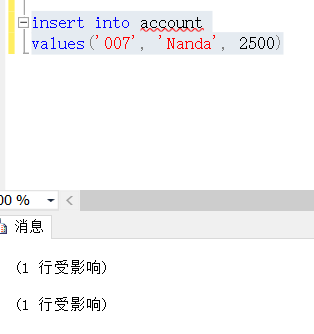 insert into account
values('007', 'Nanda', 2500)
00 %
消息
(1 行受影响)
(1 行受影响)